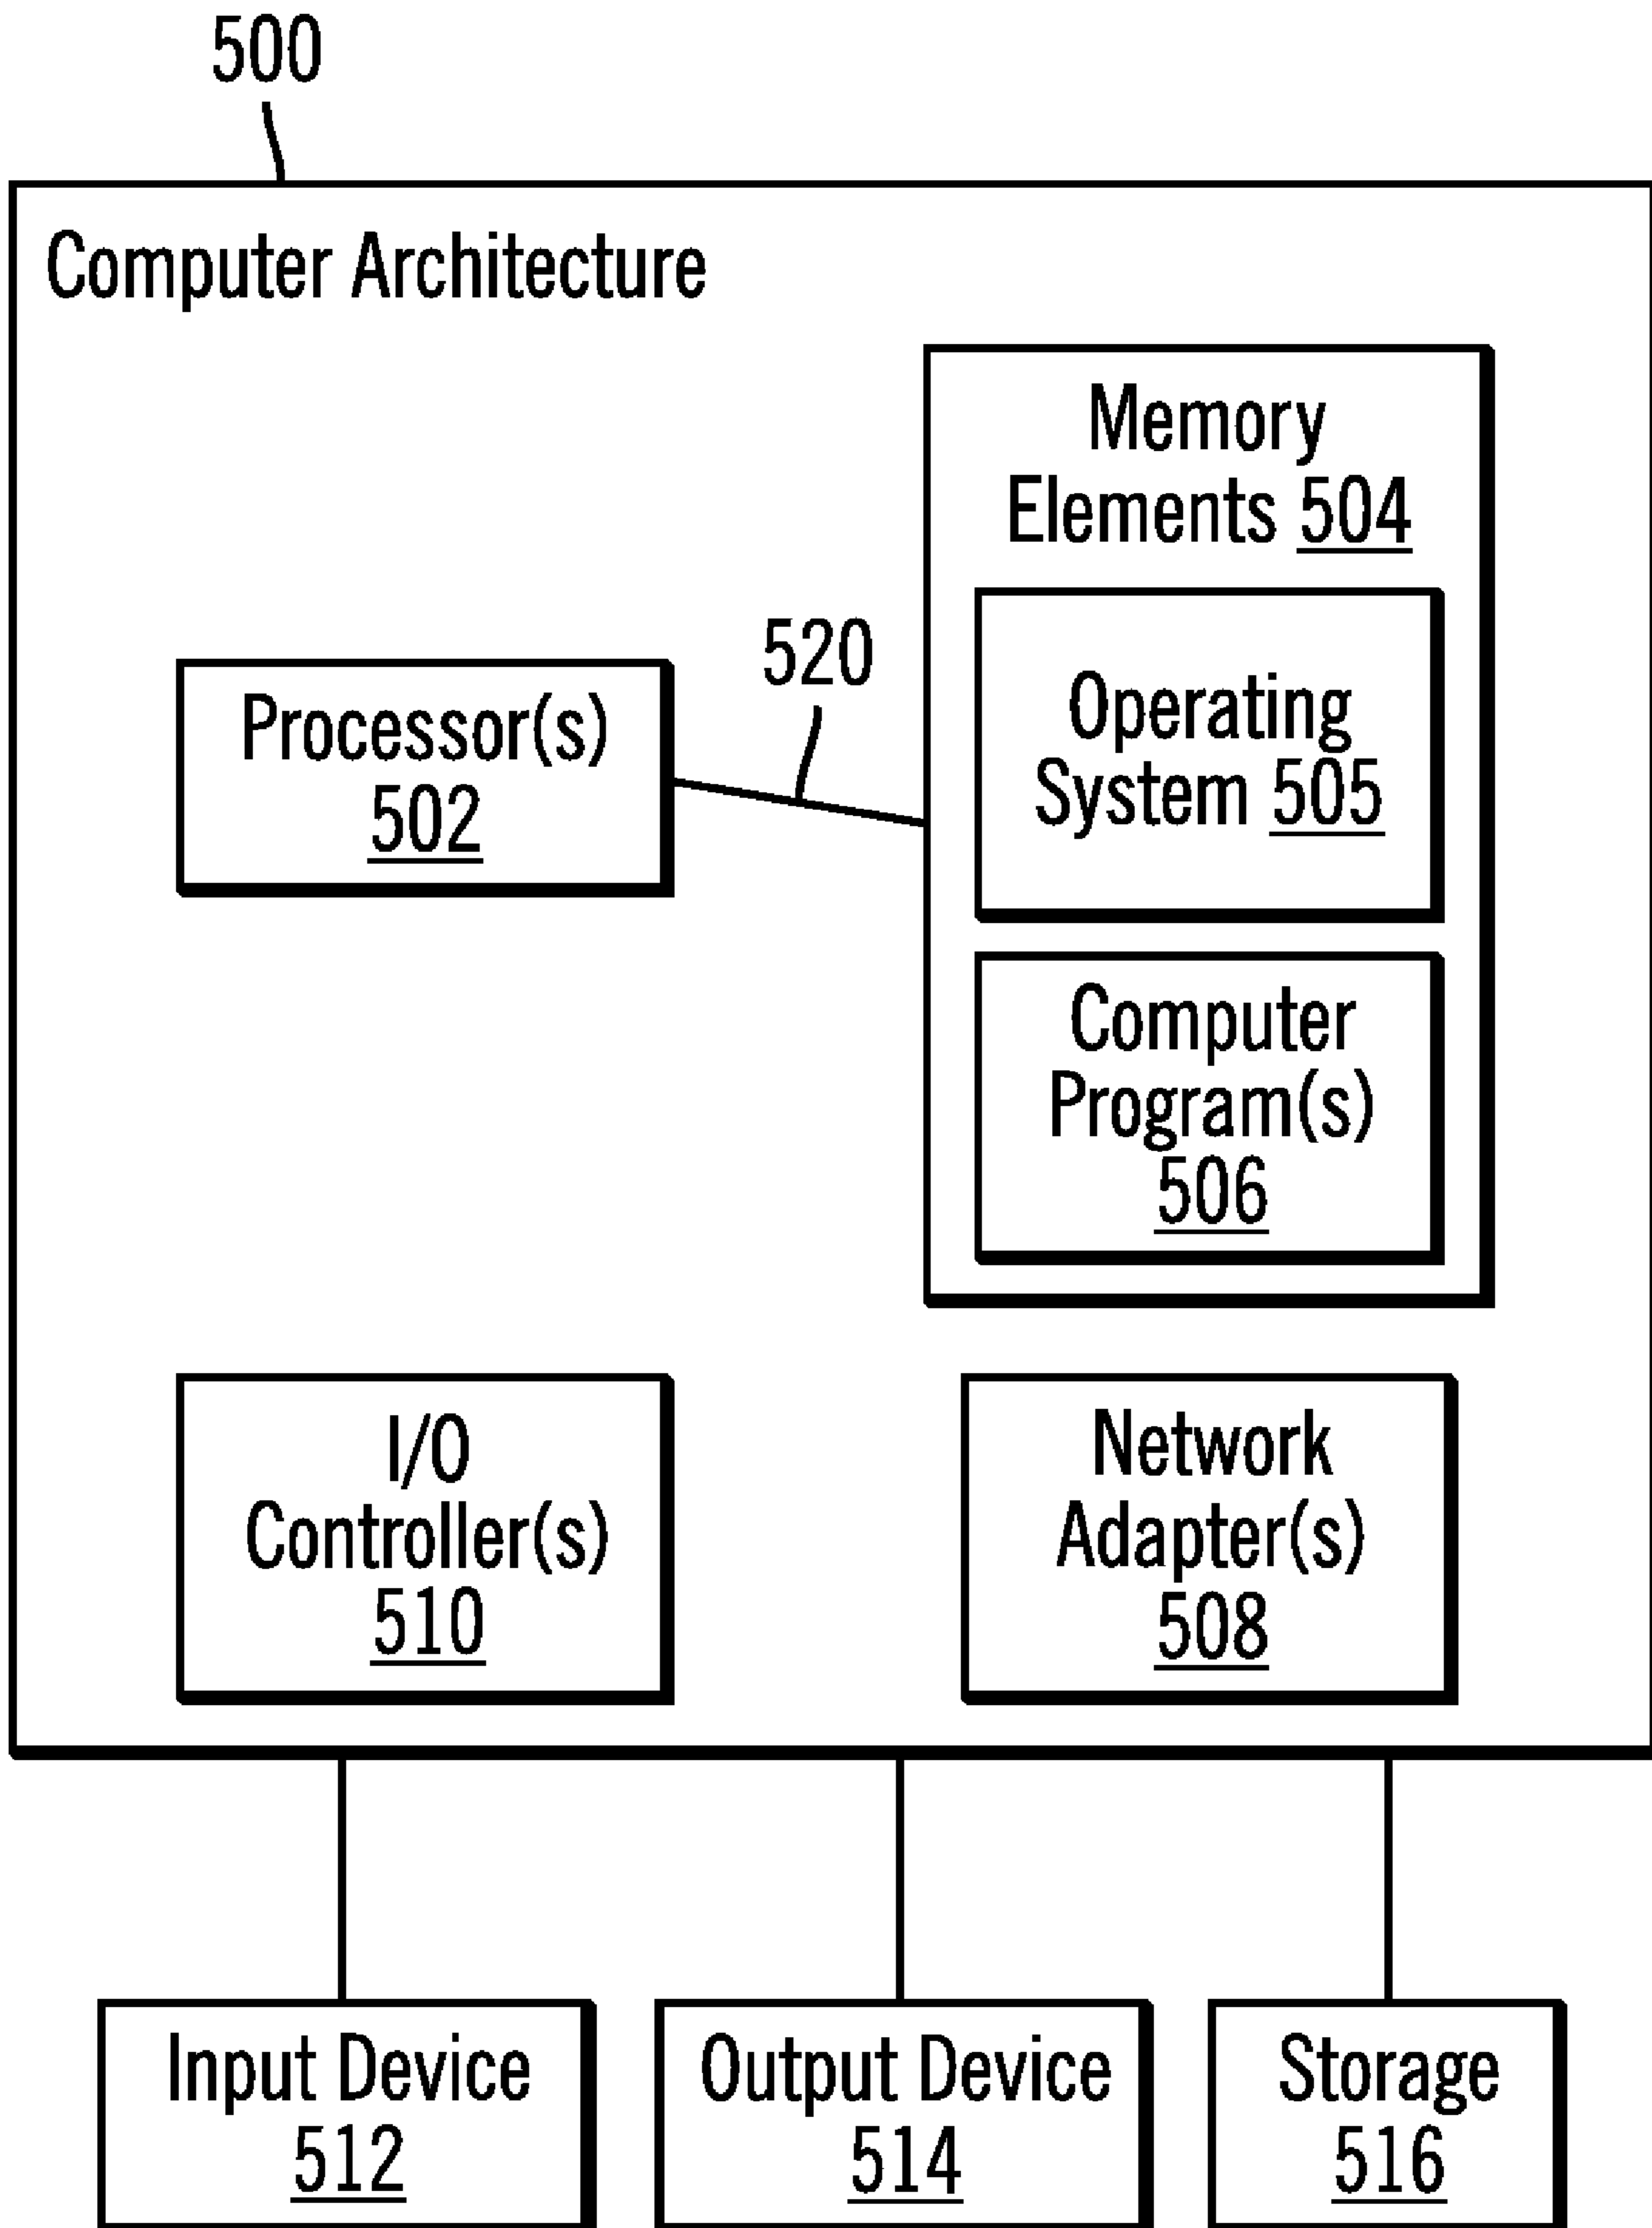 500
Computer Architecture
Memory
Elements 504
520
Processor(s)
502
Operating
System 505
Computer
Program(s)
506
I/O
Controller(s)
510
Network
Adapter(s)
508
Input Device
512
Output Device
514
Storage
516